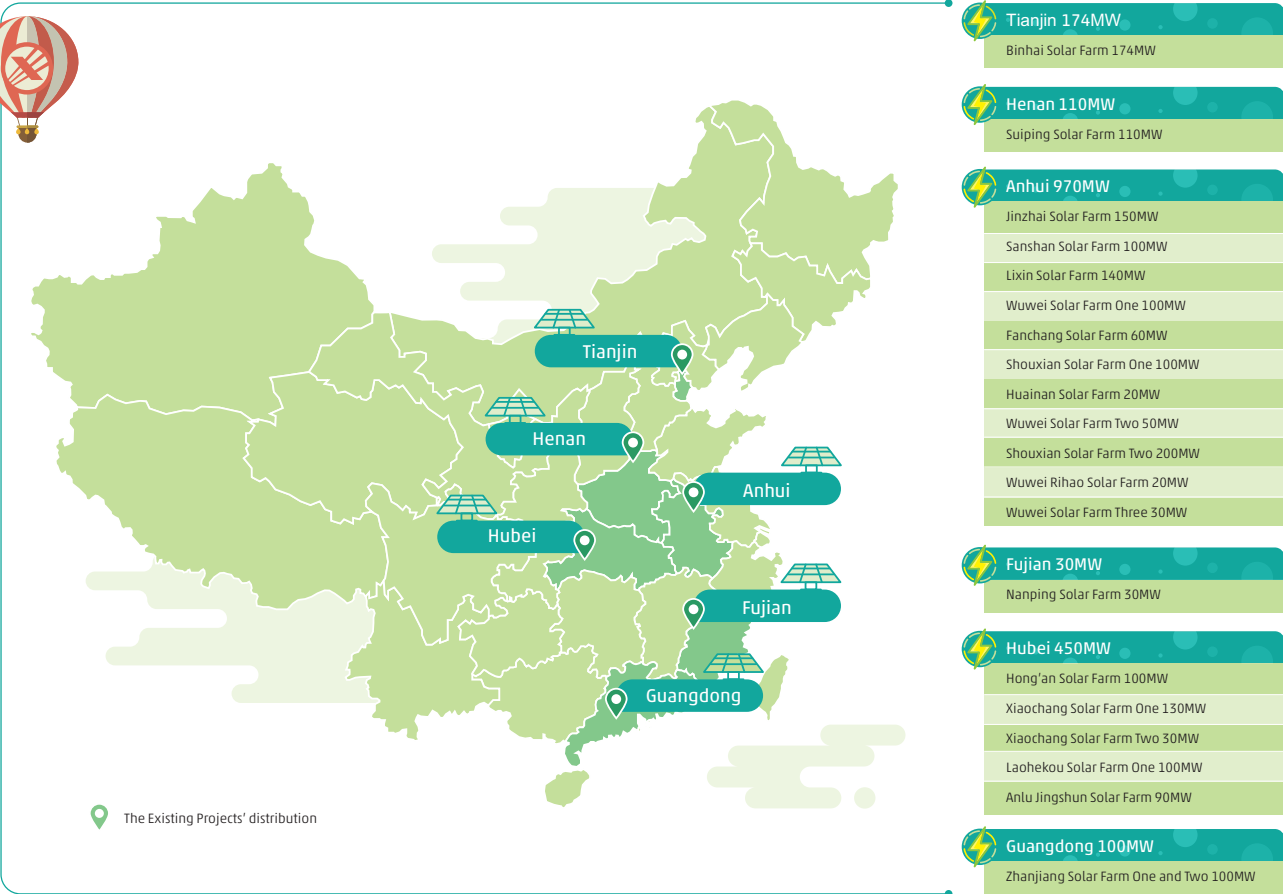 Tianjin
Henan
Anhui
Hubei
Fujian
Guangdong
The Existing Projects’ distribution
Tianjin 174MW
Binhai Solar Farm 174MW
Henan 110MW
Suiping Solar Farm 110MW
Anhui 970MW
Jinzhai Solar Farm 150MW
Sanshan Solar Farm 100MW
Lixin Solar Farm 140MW
Wuwei Solar Farm One 100MW
Fanchang Solar Farm 60MW
Shouxian Solar Farm One 100MW
Huainan Solar Farm 20MW
Wuwei Solar Farm Two 50MW
Shouxian Solar Farm Two 200MW
Wuwei Rihao Solar Farm 20MW
Wuwei Solar Farm Three 30MW
Fujian 30MW
Nanping Solar Farm 30MW
Hubei 450MW
Hong’an Solar Farm 100MW
Xiaochang Solar Farm One 130MW
Xiaochang Solar Farm Two 30MW
Laohekou Solar Farm One 100MW
Anlu Jingshun Solar Farm 90MW
Guangdong 100MW
Zhanjiang Solar Farm One and Two 100MW